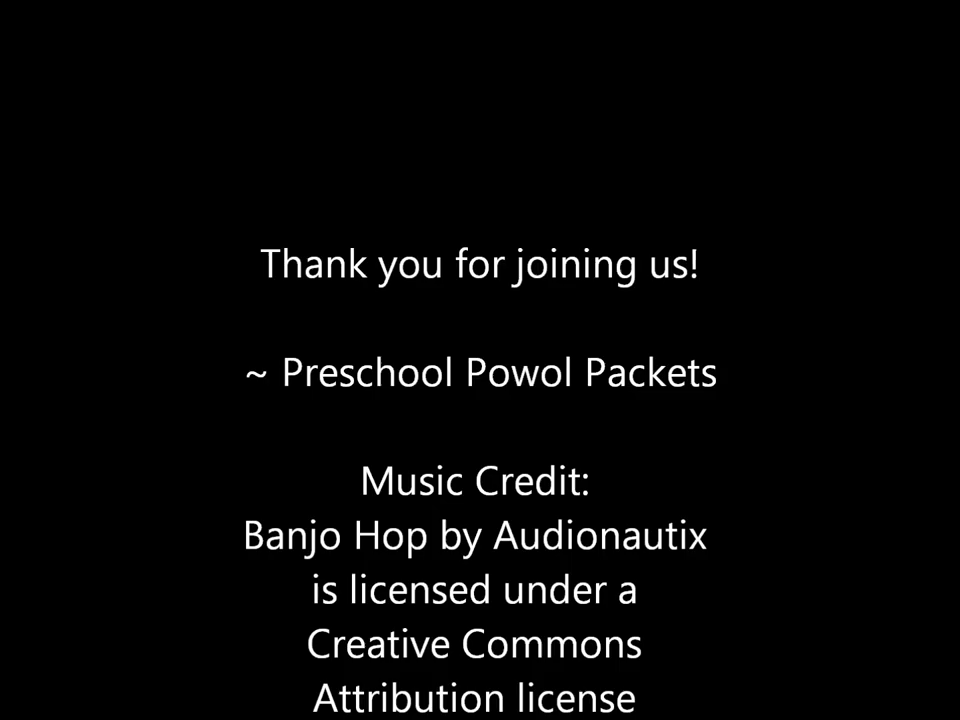 Thank you for joining us!
~ Preschool Powol Packets
Music Credit:
Banjo Hop by Audionautix
is licensed under a
Creative Commons
Attribution license